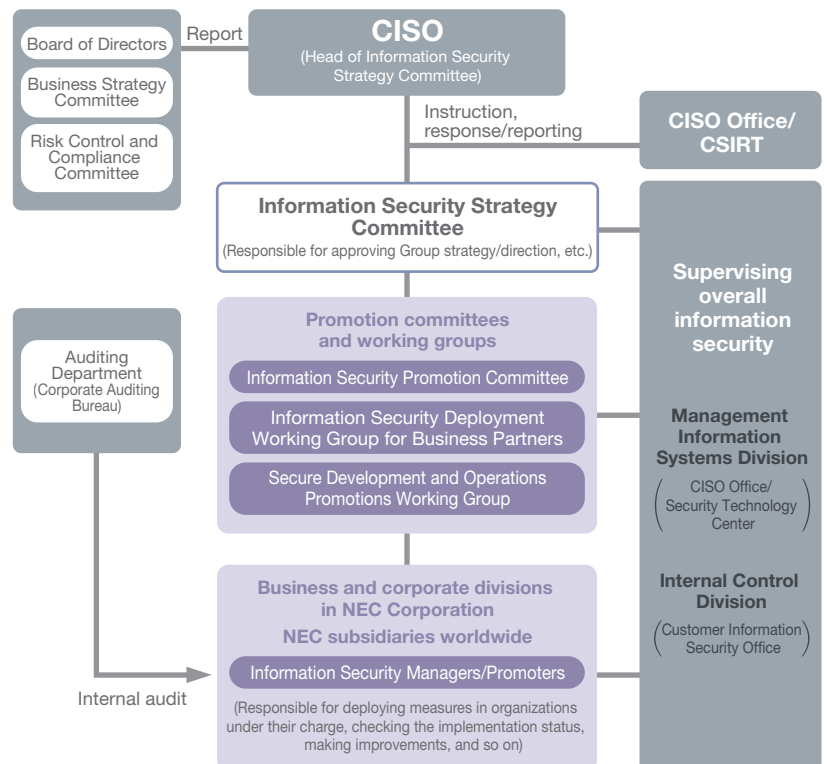 Board of Directors
Business Strategy
Committee
Risk Control and
Compliance
Committee
Report
CISO
(Head of Information Security
Strategy Committee)
Instruction,
response/reporting
CISO Office/
CSIRT
Information Security Strategy
Committee
(Responsible for approving Group strategy/direction, etc.)
Promotion committees
and working groups
Information Security Promotion Committee
Information Security Deployment
Working Group for Business Partners
Secure Development and Operations
Promotions Working Group
Auditing
Department
(Corporate Auditing
Bureau)
Internal audit
Business and corporate divisions
in NEC Corporation
NEC subsidiaries worldwide
Information Security Managers/Promoters
(Responsible for deploying measures in organizations
under their charge, checking the implementation status,
making improvements, and so on)
Supervising
overall
information
security
Management
Information
Systems Division
(CISO Office/
Security Technology
Center)
Internal Control
Division
(Customer Information
Security Office)